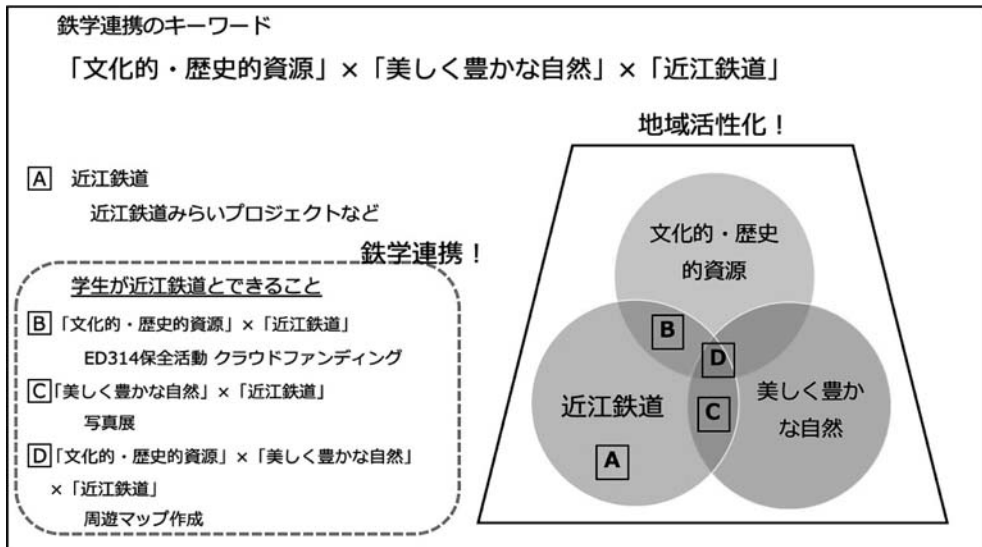 鉄学連携のキーワード
「文化的・歴史的資源」×「美しく豊かな自然」×「近江鉄道」
地域活性化！
A 近江鉄道
近江鉄道みらいプロジェクトなど
鉄学連携！
学生が近江鉄道とできること
B 「文化的・歴史的資源」×「近江鉄道」
ED314保全活動 クラウドファンディング
C 「美しく豊かな自然」×「近江鉄道」
写真展
D 「文化的・歴史的資源」×「美しく豊かな自然」
×「近江鉄道」
周遊マップ作成
文化的・歴史
的資源
B
D
近江鉄道
C
美しく豊か
な自然
A